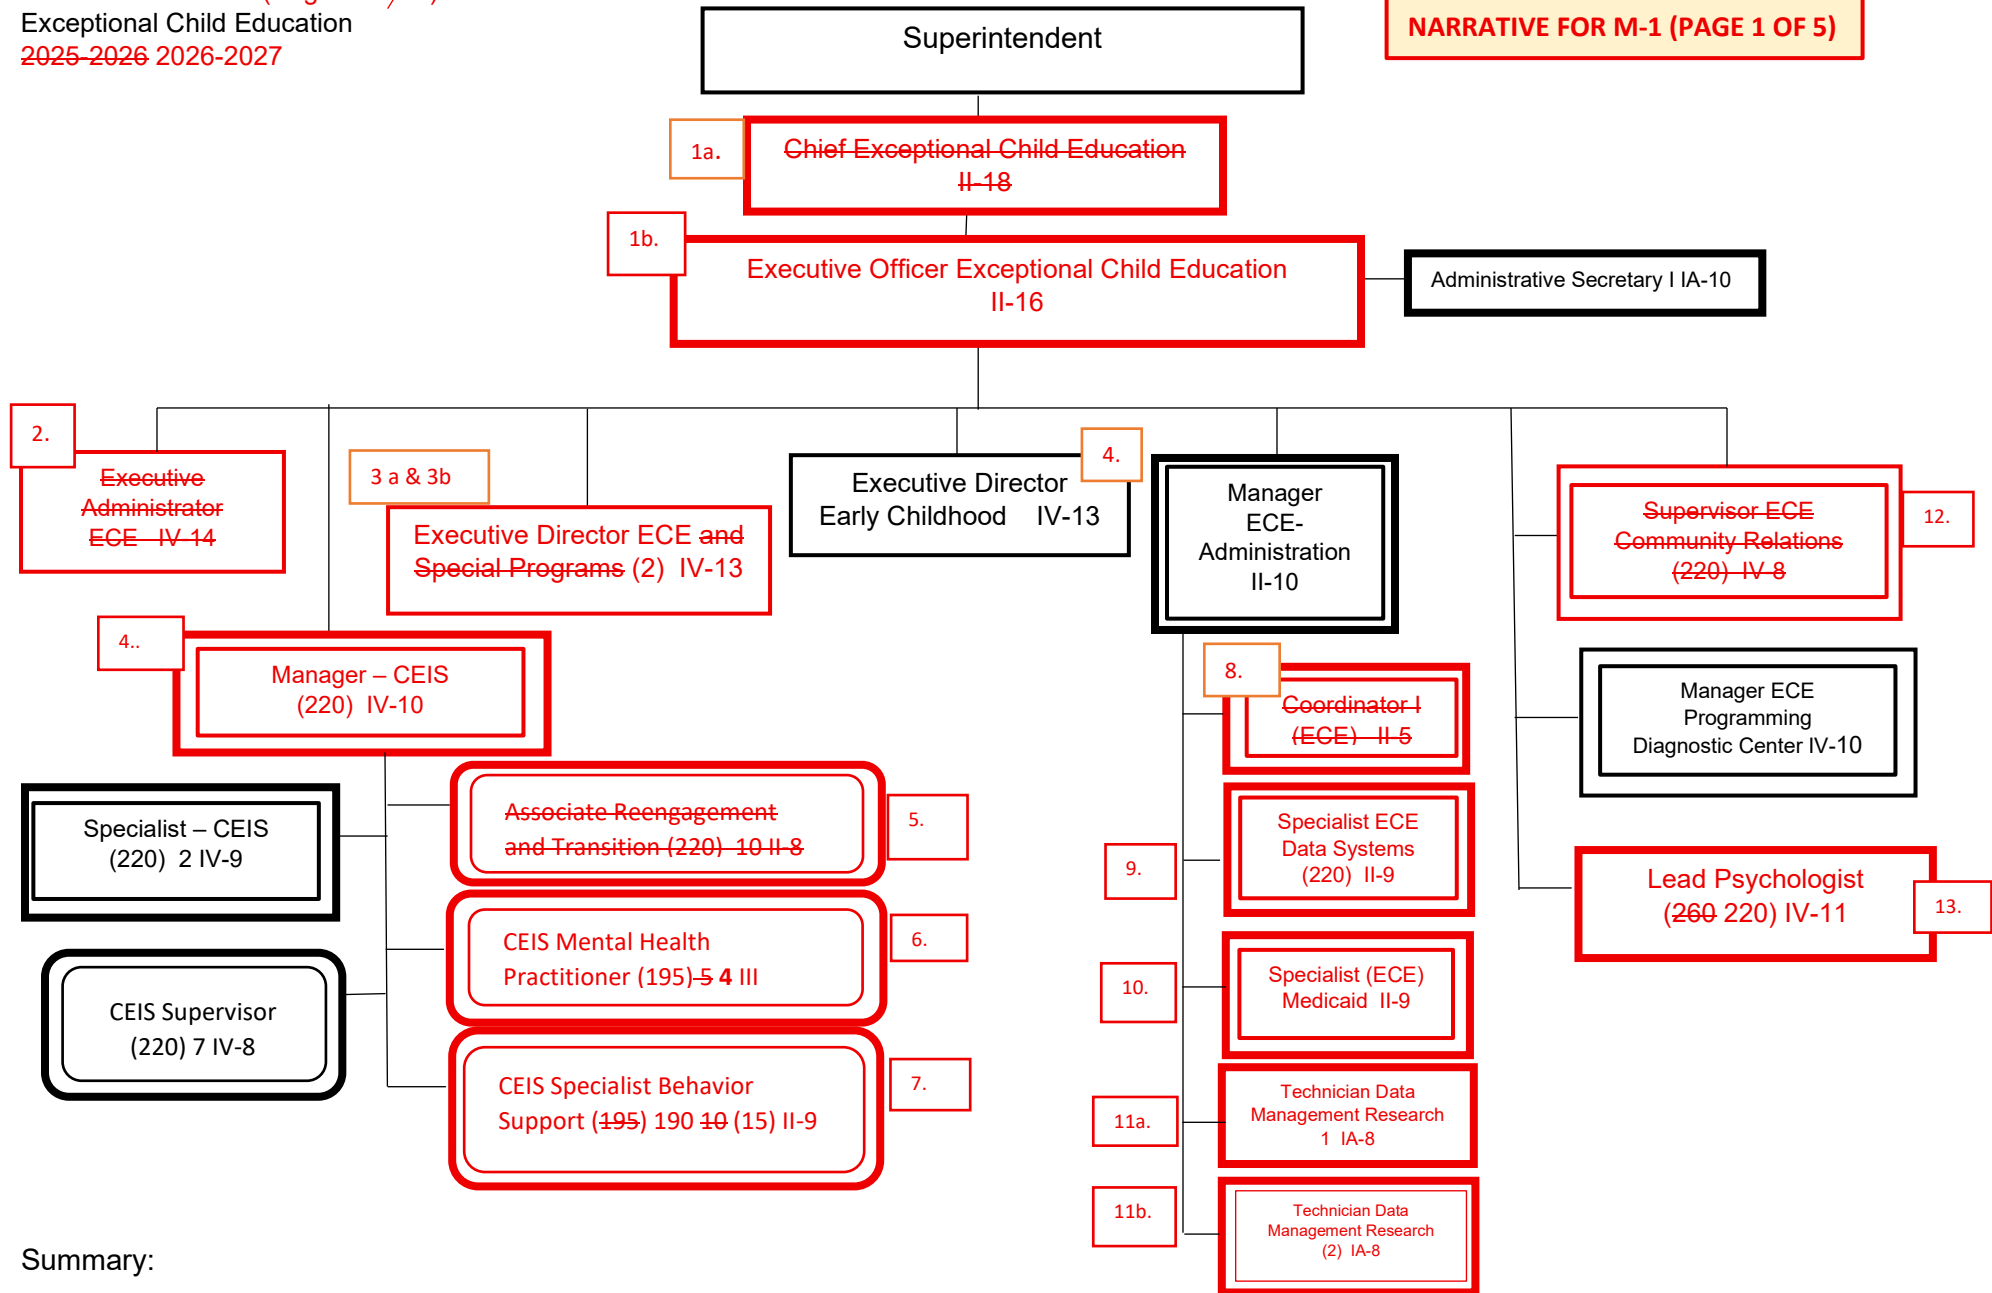 Exceptional Child Education
2025-2026 2026-2027
NARRATIVE FOR M-1 (PAGE 1 OF 5)
Superintendent
1a.
Chief Exceptional Child Education
II-18
1b.
Executive Officer Exceptional Child Education
II-16
Administrative Secretary I IA-10
2.
Executive
Administrator
ECE IV-14
3 a & 3b
Executive Director ECE and
Special Programs (2) IV-13
Executive Director
Early Childhood IV-13
4.
Manager
ECE-
Administration
II-10
Supervisor ECE
Community Relations
(220) IV-8
12.
4..
Manager – CEIS
(220) IV-10
8.
Coordinator I
(ECE) II-5
Manager ECE
Programming
Diagnostic Center IV-10
Specialist – CEIS
(220) 2 IV-9
Associate Reengagement
and Transition (220) 10 II-8
5.
9.
Specialist ECE
Data Systems
(220) II-9
Lead Psychologist
(260 220) IV-11
13.
CEIS Supervisor
(220) 7 IV-8
CEIS Mental Health
Practitioner (195) 5 4 III
6.
10.
Specialist (ECE)
Medicaid II-9
CEIS Specialist Behavior
Support (195) 190 10 (15) II-9
7.
11a.
Technician Data
Management Research
1 IA-8
11b.
Technician Data
Management Research
(2) IA-8
Summary: